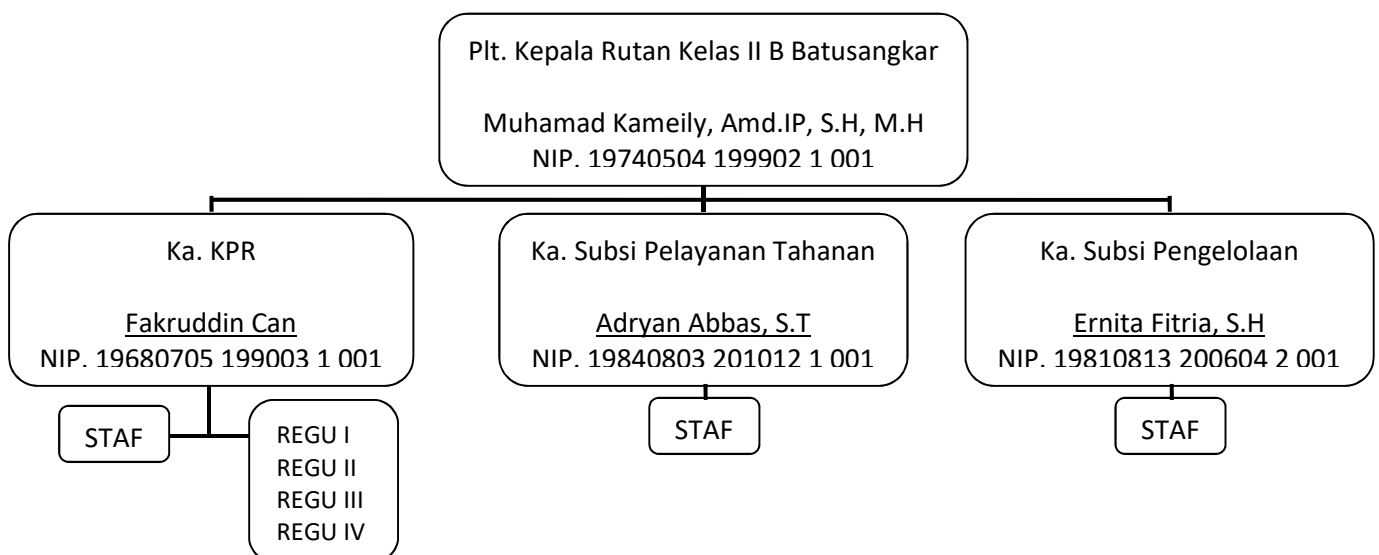 Plt. Kepala Rutan Kelas II B Batusangkar
Muhamad Kameily, Amd.IP, S.H, M.H
NIP. 19740504 199902 1 001
Ka. KPR
Fakruddin Can
NIP. 19680705 199003 1 001
Ka. Subsi Pelayanan Tahanan
Adryan Abbas, S.T
NIP. 19840803 201012 1 001
Ka. Subsi Pengelolaan
Ernita Fitria, S.H
NIP. 19810813 200604 2 001
STAF
REGU I
REGU II
REGU III
REGU IV
STAF
STAF